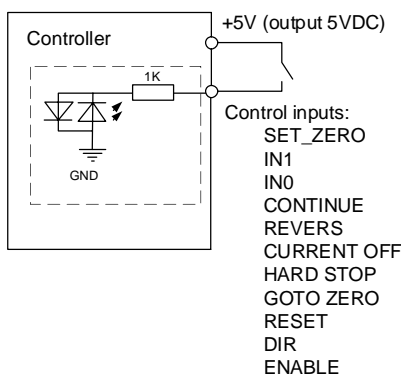 +5V (output 5VDC)
Controller
1K
GND
Control inputs:
SET_ZERO
IN1
IN0
CONTINUE
REVERS
CURRENT OFF
HARD STOP
GOTO ZERO
RESET
DIR
ENABLE